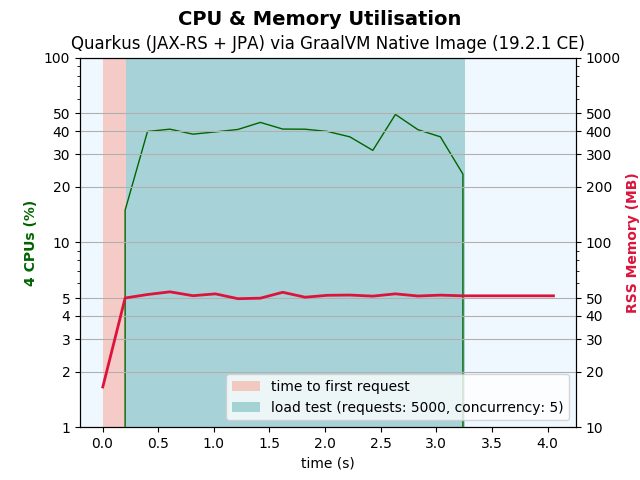 CPU & Memory Utilisation
Quarkus (JAX-RS + JPA) via GraalVM Native Image (19.2.1 CE)
100
50
40
30
20
10
5
4
3
2
1
4 CPUs (%)
1000
500
400
300
200
100
50
40
30
20
10
RSS Memory (MB)
time to first request
load test (requests: 5000, concurrency: 5)
0.0 0.5 1.0 1.5 2.0 2.5 3.0 3.5 4.0
time (s)